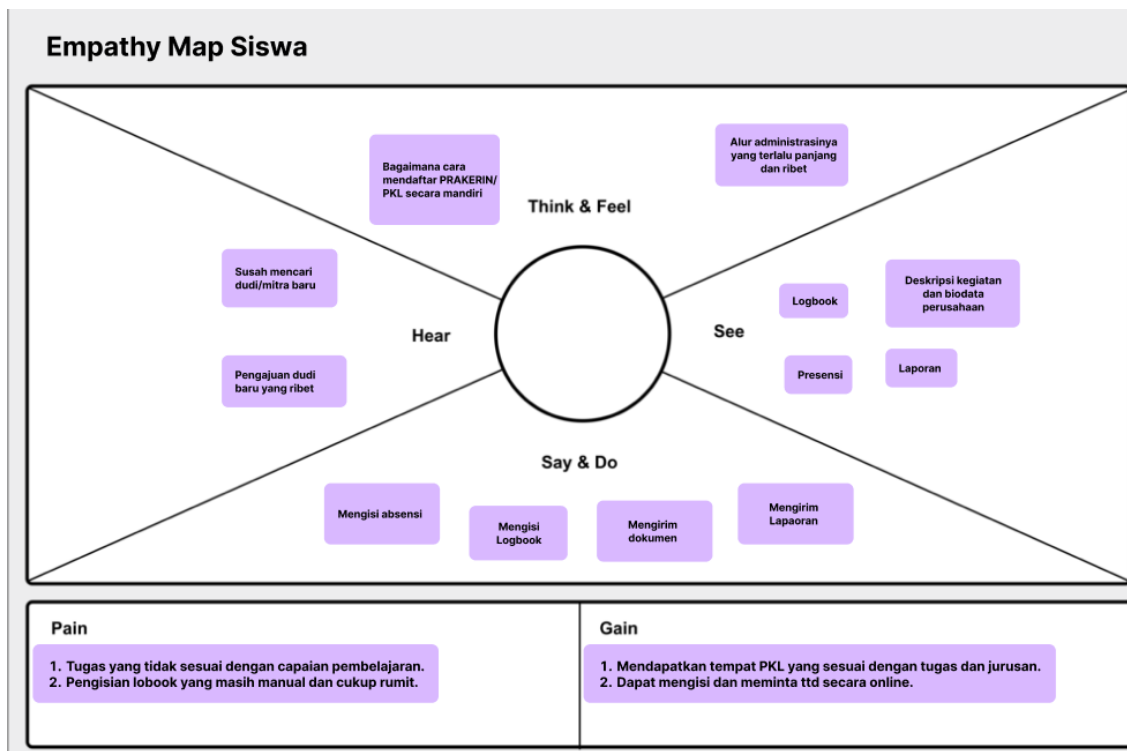 Empathy Map Siswa
Bagaimana cara
mendaftar PRAKERIN/
PKL secara mandiri
Alur administrasinya
yang terlalu panjang
dan ribet
Think & Feel
Susah mencari
dudi/mitra baru
Pengajuan dudi
baru yang ribet
Hear
See
Logbook
Deskripsi kegiatan
dan biodata
perusahaan
Presensi
Laporan
Say & Do
Mengisi absensi
Mengisi
Logbook
Mengirim
dokumen
Mengirim
Lapaoran
Pain
1. Tugas yang tidak sesuai dengan capaian pembelajaran.
2. Pengisian lobook yang masih manual dan cukup rumit.
Gain
1. Mendapatkan tempat PKL yang sesuai dengan tugas dan jurusan.
2. Dapat mengisi dan meminta ttd secara online.